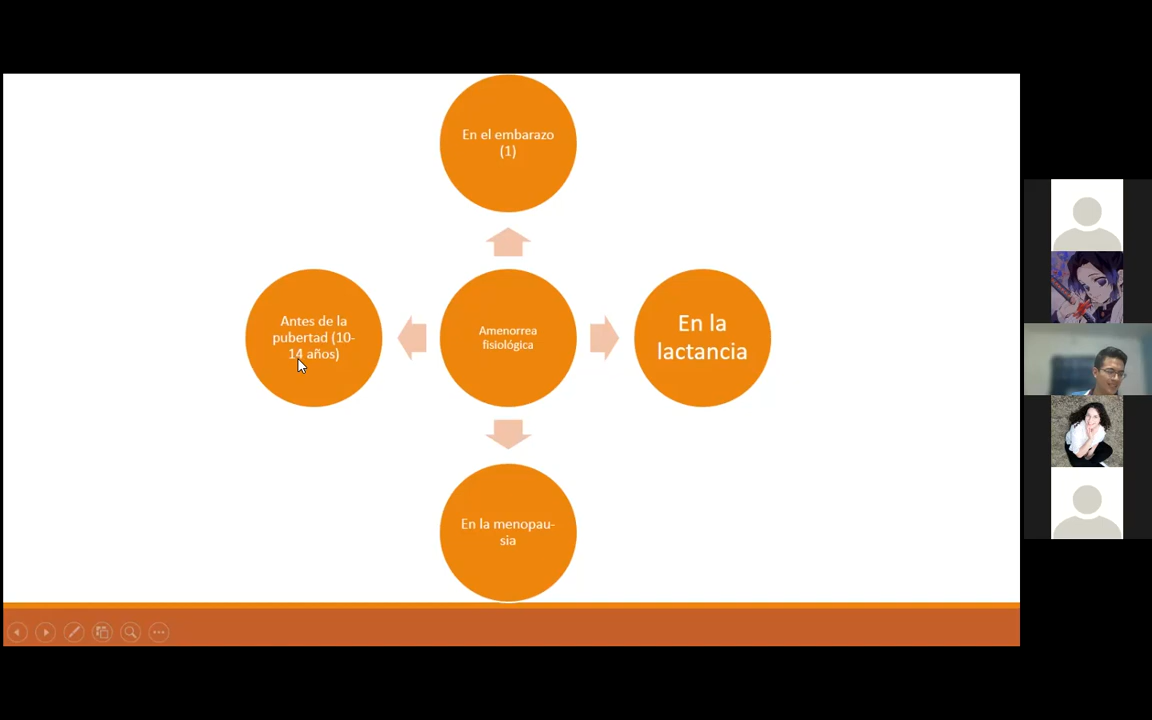 En el embarazo
(1)
Antes de la
pubertad (10-
14 años)
Amenorrea
fisiológica
En la
lactancia
En la menopau-
sia